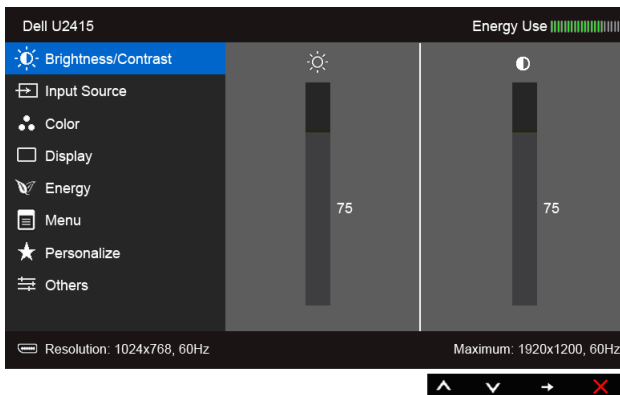 Dell U2415
Energy Use
Brightness/Contrast
Input Source
Color
Display
Energy
Menu
Personalize
Others
75
75
Resolution: 1024x768, 60Hz
Maximum: 1920x1200, 60Hz